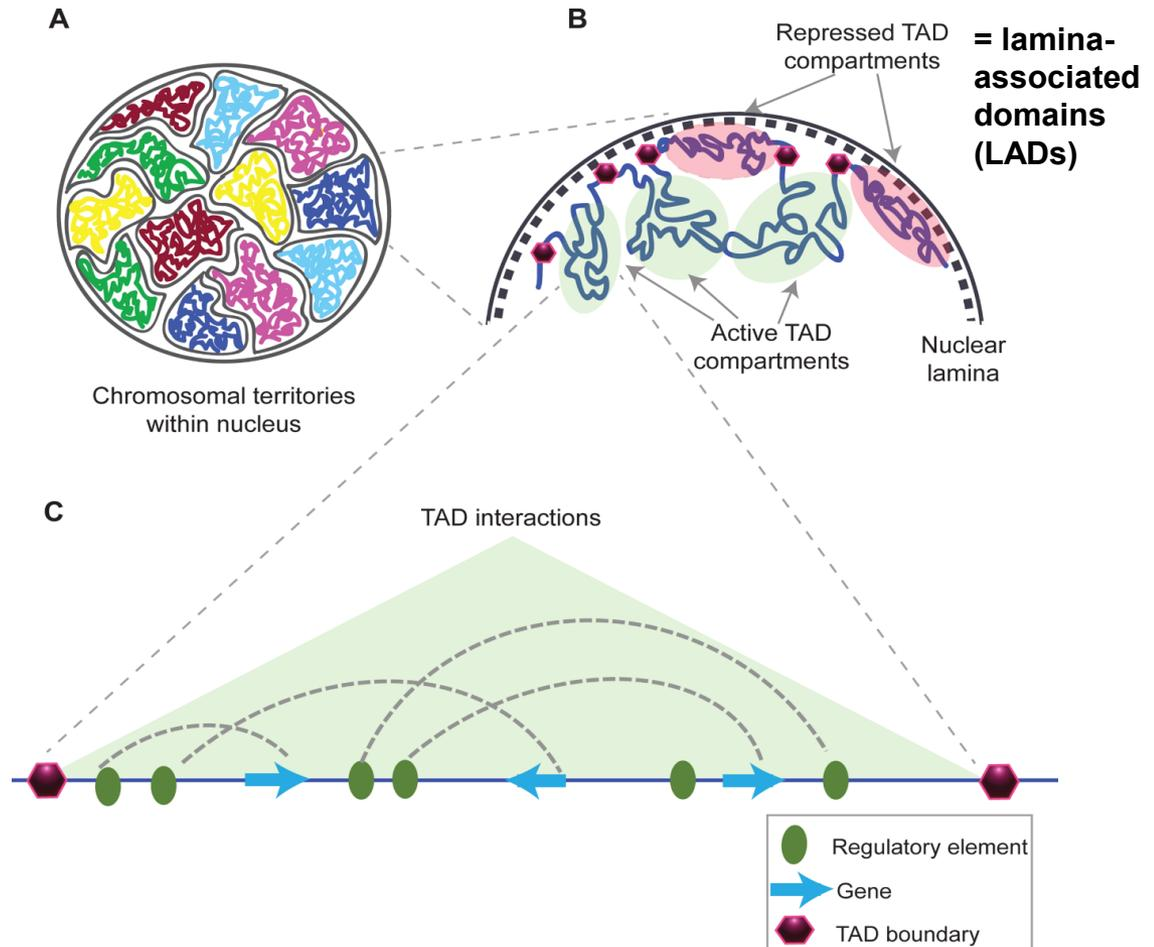 A
Chromosomal territories
within nucleus
B
Repressed TAD
compartments
= lamina-
associated
domains
(LADs)
Active TAD
compartments
Nuclear
lamina
C
TAD interactions
Regulatory element
Gene
TAD boundary